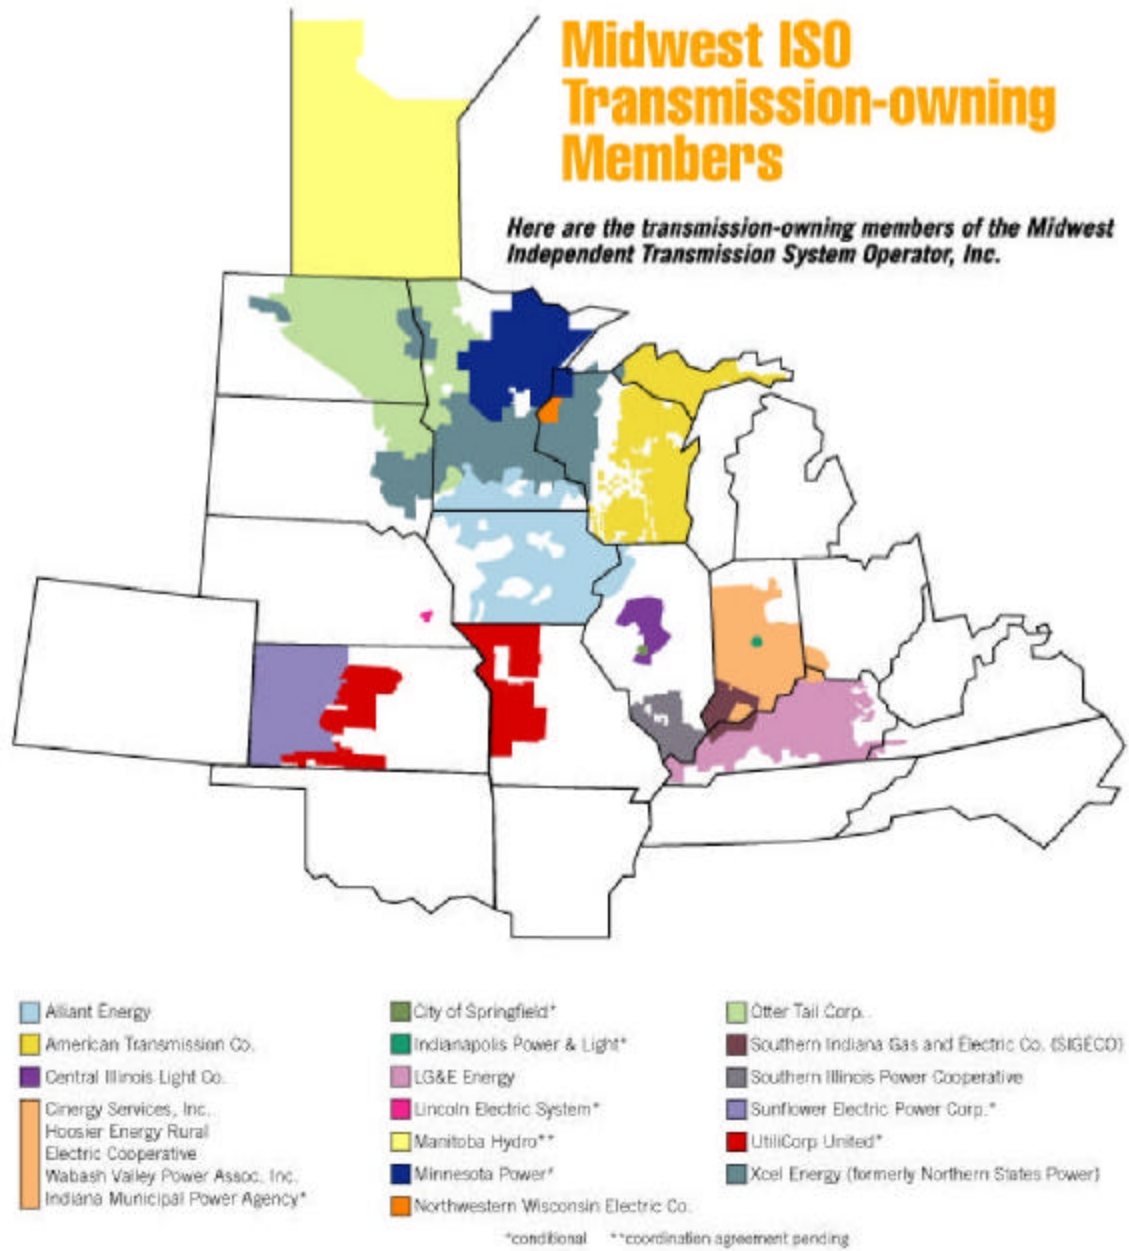 Midwest ISO
Transmission-owning
Members
Here are the transmission-owning members of the Midwest
Independent Transmission System Operator, Inc.
Alliant Energy
American Transmission Co.
Central Illinois Light Co.
Cinergy Services, Inc.
Hoosier Energy Rural
Electric Cooperative
Wabash Valley Power Assoc. Inc.
Indiana Municipal Power Agency*
City of Springfield*
Indianapolis Power & Light*
LG&E Energy
Lincoln Electric System*
Manitoba Hydro**
Minnesota Power*
Northwestern Wisconsin Electric Co.
Otter Tail Corp.
Southern Indiana Gas and Electric Co. (SIGECO)
Southern Illinois Power Cooperative
Sunflower Electric Power Corp.*
UtiliCorp United*
Xcel Energy (formerly Northern States Power)
*conditional **coordination agreement pending